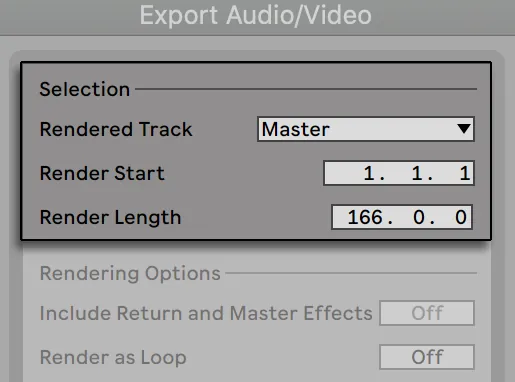 Export Audio/Video
Selection
Rendered Track Master
Render Start 1. 1. 1
Render Length 166. 0. 0
Rendering Options
Include Return and Master Effects Off
Render as Loop Off